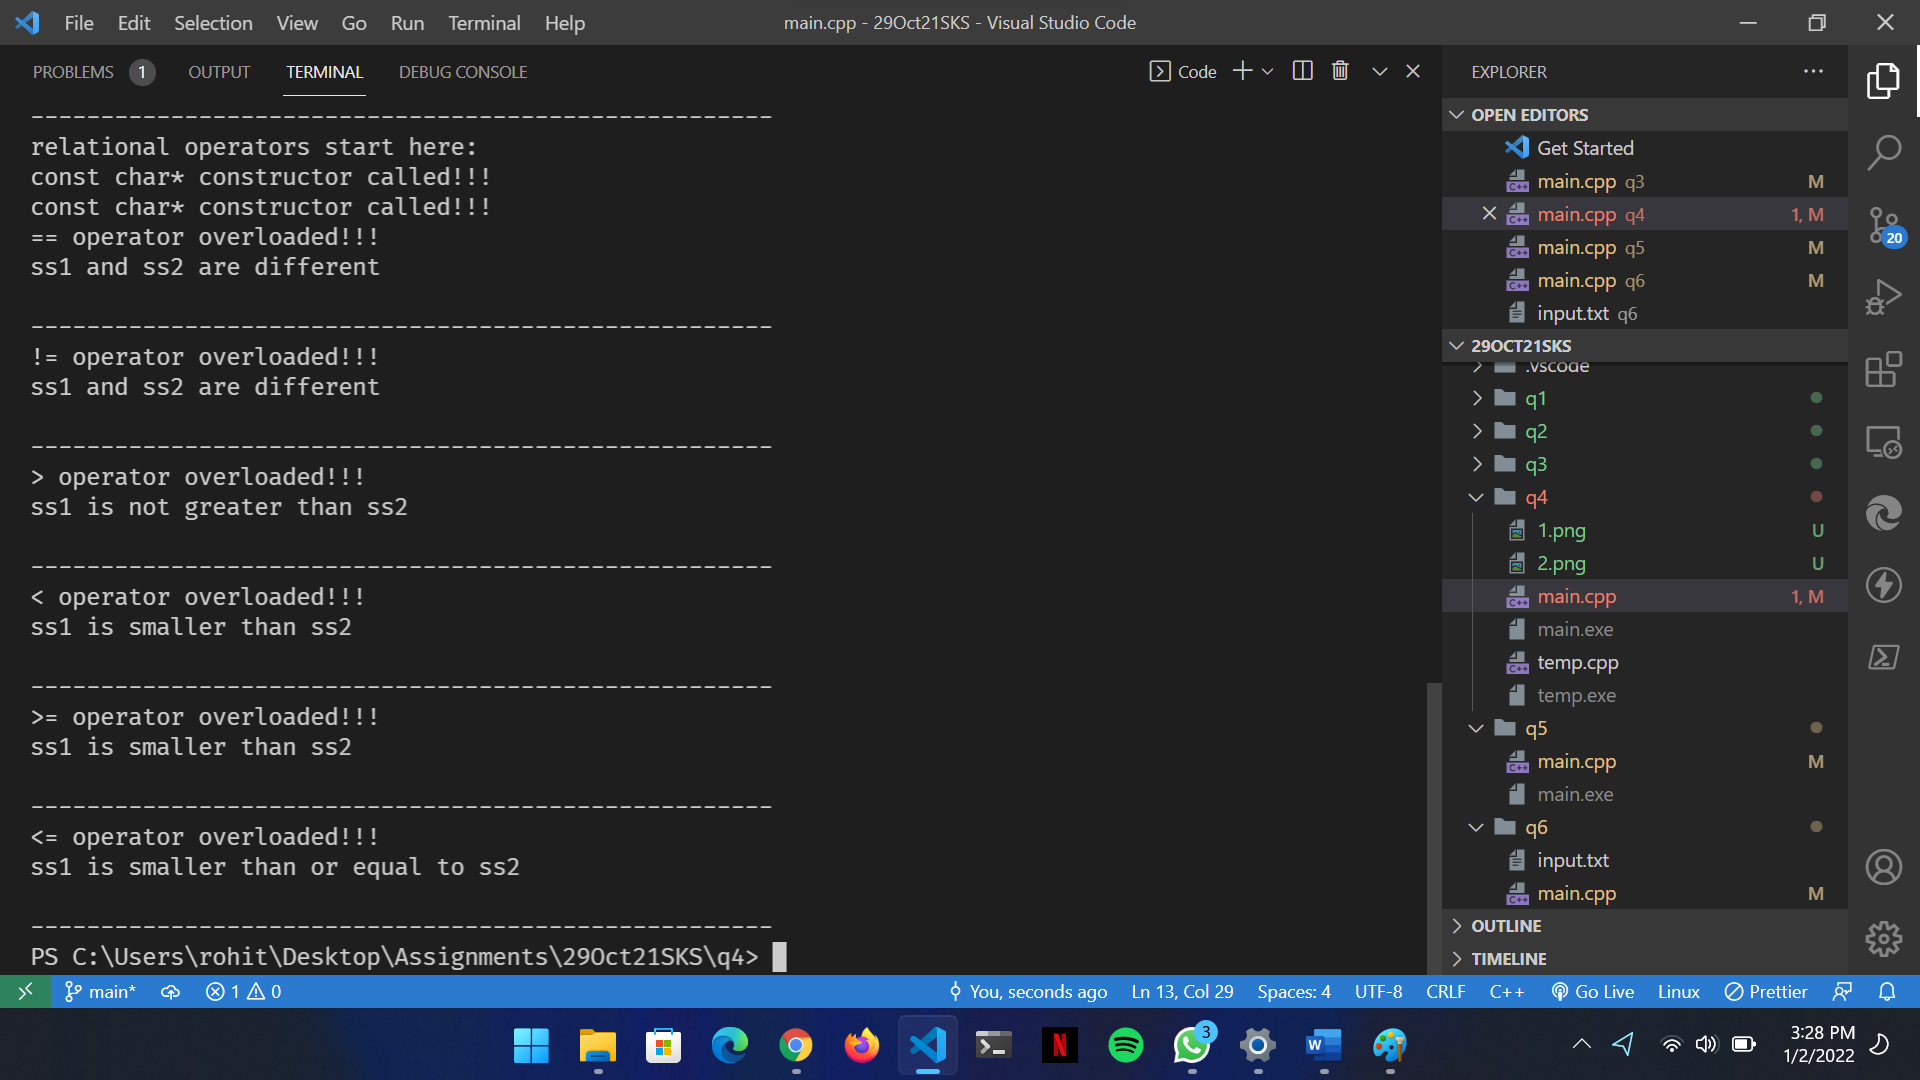 File Edit Selection View Go Run Terminal Help
main.cpp - 29Oct21SKS - Visual Studio Code
PROBLEMS 1 OUTPUT TERMINAL DEBUG CONSOLE
Code
-----------------------------------------------------
relational operators start here:
const char* constructor called!!!
const char* constructor called!!!
== operator overloaded!!!
ss1 and ss2 are different
-----------------------------------------------------
!= operator overloaded!!!
ss1 and ss2 are different
-----------------------------------------------------
> operator overloaded!!!
ss1 is not greater than ss2
-----------------------------------------------------
< operator overloaded!!!
ss1 is smaller than ss2
-----------------------------------------------------
>= operator overloaded!!!
ss1 is smaller than ss2
-----------------------------------------------------
<= operator overloaded!!!
ss1 is smaller than or equal to ss2
-----------------------------------------------------
PS C:\Users\rohit\Desktop\Assignments\29Oct21SKS\q4>
EXPLORER
OPEN EDITORS
Get Started
main.cpp q3 M
main.cpp q4 1, M
main.cpp q5 M
main.cpp q6 M
input.txt q6
29OCT21SKS
.vscode
q1
q2
q3
q4
1.png U
2.png U
main.cpp 1, M
main.exe
temp.cpp
temp.exe
q5
main.cpp M
main.exe
q6
input.txt
main.cpp M
OUTLINE
TIMELINE
20
main* 1 0
You, seconds ago Ln 13, Col 29 Spaces: 4 UTF-8 CRLF C++ Go Live Linux Prettier
3
3:28 PM
1/2/2022